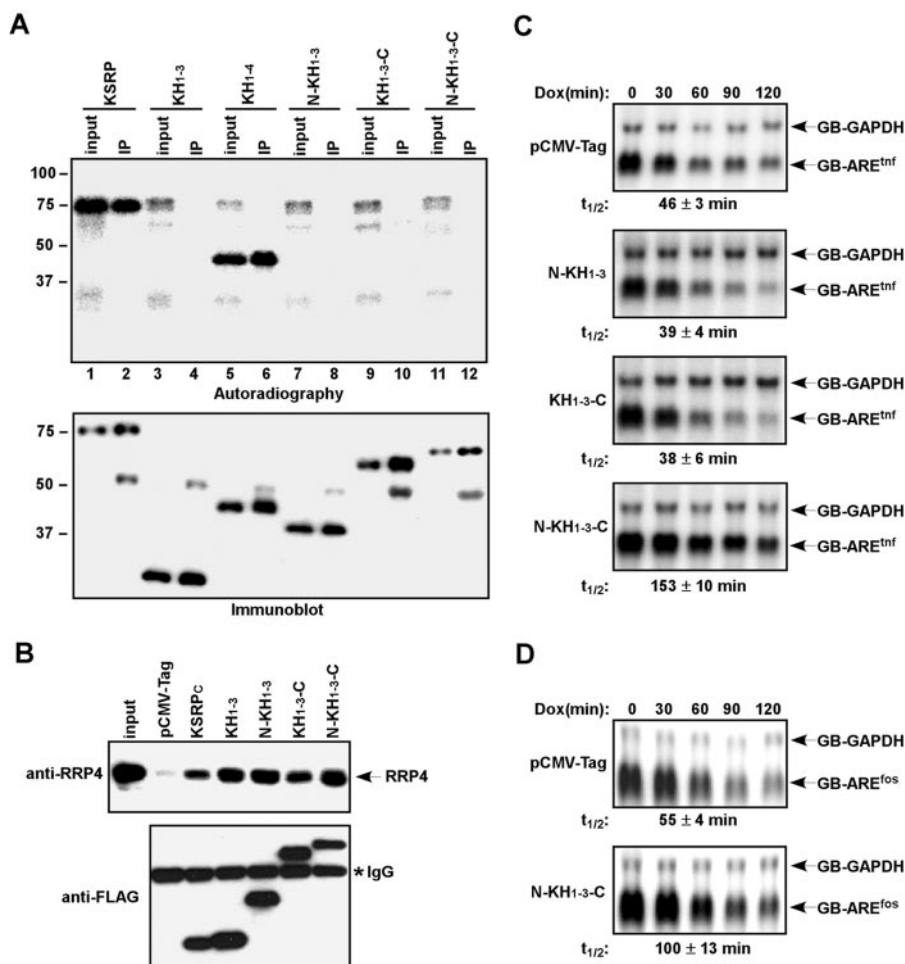 A
KSRP KH1-3 KH1-4 N-KH1-3 KH1-3-C N-KH1-3-C
input IP input IP input IP input IP input IP input IP
100
75
50
37
1 2 3 4 5 6 7 8 9 10 11 12
Autoradiography
75
50
37
Immunoblot
B
input pCMV-Tag KSRPC KH1-3 N-KH1-3 KH1-3-C N-KH1-3-C
anti-RRP4 RRP4
anti-FLAG * IgG
C
Dox(min): 0 30 60 90 120
pCMV-Tag GB-GAPDH
GB-AREtnf
t1/2: 46 ± 3 min
N-KH1-3 GB-GAPDH
GB-AREtnf
t1/2: 39 ± 4 min
KH1-3-C GB-GAPDH
GB-AREtnf
t1/2: 38 ± 6 min
N-KH1-3-C GB-GAPDH
GB-AREtnf
t1/2: 153 ± 10 min
D
Dox(min): 0 30 60 90 120
pCMV-Tag GB-GAPDH
GB-AREfos
t1/2: 55 ± 4 min
N-KH1-3-C GB-GAPDH
GB-AREfos
t1/2: 100 ± 13 min